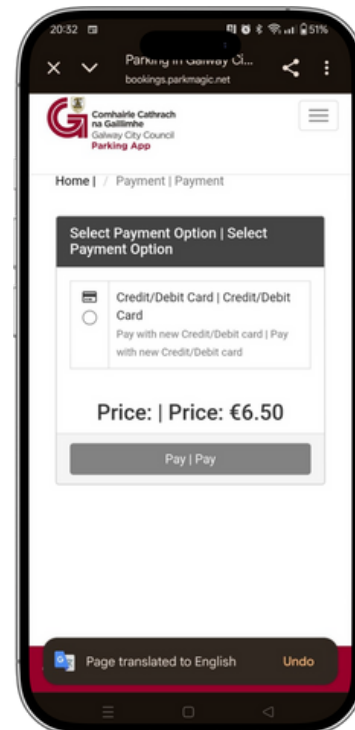 20:32
51%
Parking in Galway Ci...
bookings.parkmagic.net
Comhairle Cathrach
na Gaillimhe
Galway City Council
Parking App
Home | / Payment | Payment
Select Payment Option | Select
Payment Option
Credit/Debit Card | Credit/Debit
Card
Pay with new Credit/Debit card | Pay
with new Credit/Debit card
Price: | Price: €6.50
Pay | Pay
Page translated to English Undo